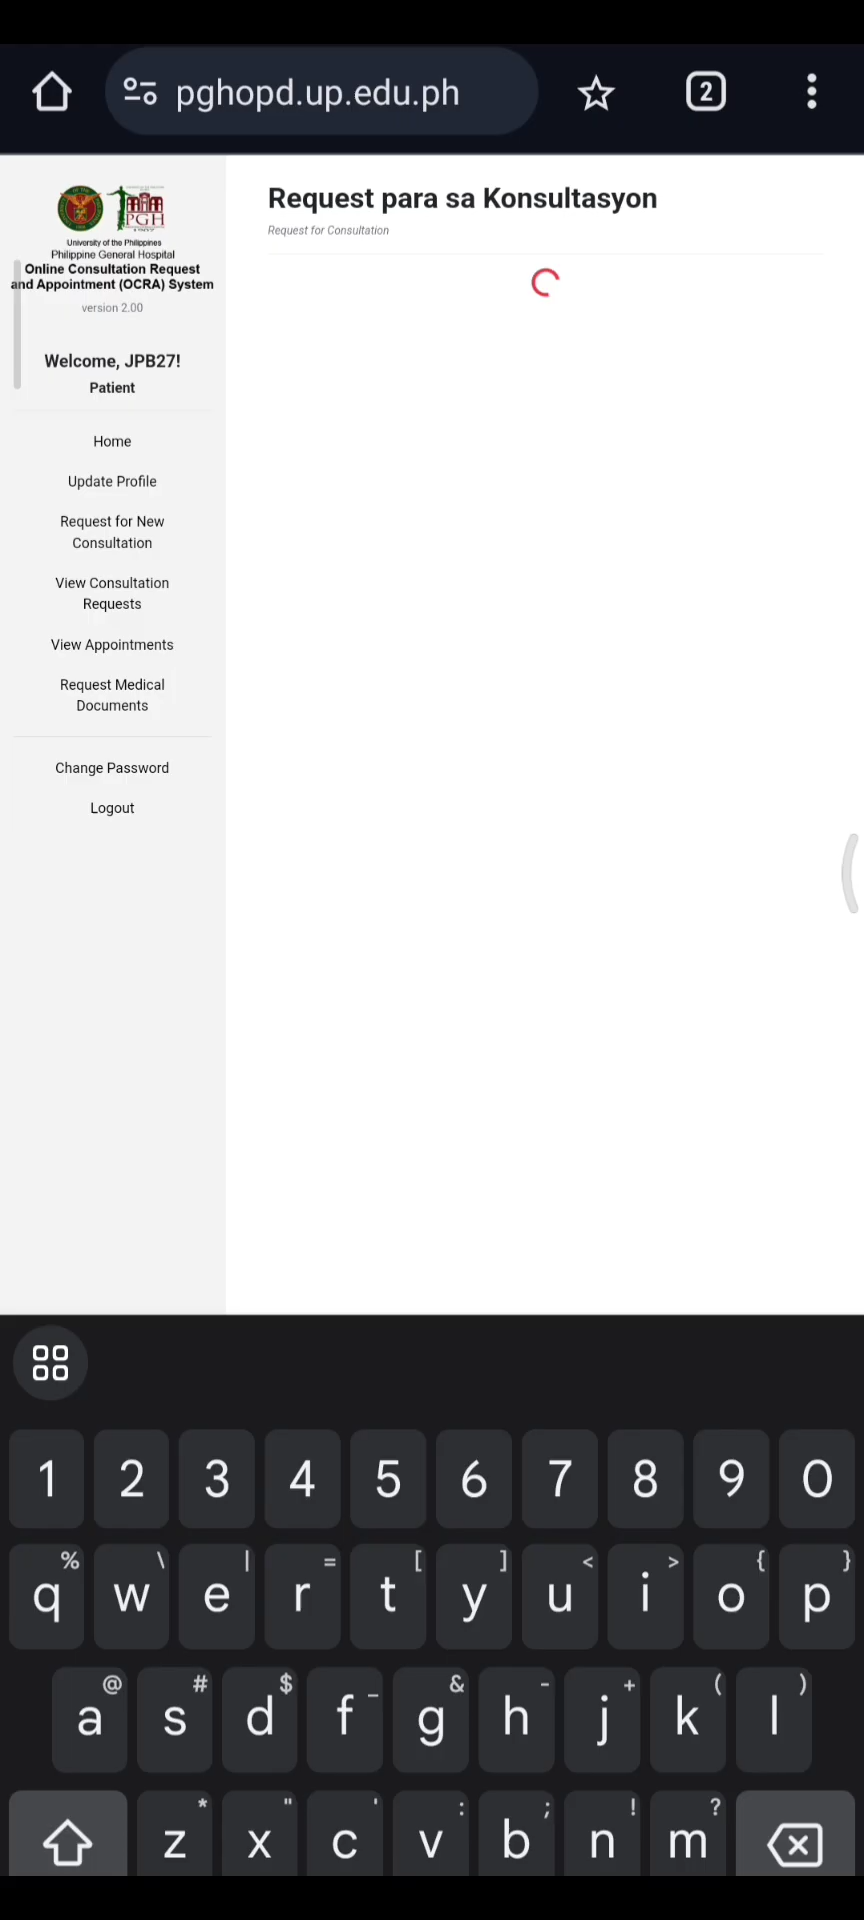 pghopd.up.edu.ph
2
PGH
University of the Philippines
Philippine General Hospital
Online Consultation Request
and Appointment (OCRA) System
version 2.00
Welcome, JPB27!
Patient
Home
Update Profile
Request for New
Consultation
View Consultation
Requests
View Appointments
Request Medical
Documents
Change Password
Logout
Request para sa Konsultasyon
Request for Consultation
1 2 3 4 5 6 7 8 9 0
% \ | = [ ] < > { }
q w e r t y u i o p
@ # $ _ & - + ( )
a s d f g h j k l
* " ' : ; ! ?
z x c v b n m